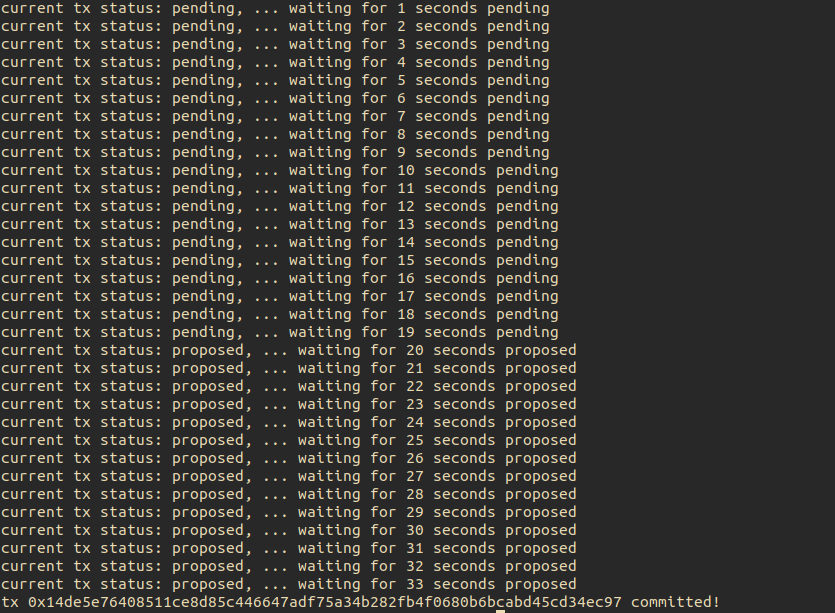 current tx status: pending, ... waiting for 1 seconds pending
current tx status: pending, ... waiting for 2 seconds pending
current tx status: pending, ... waiting for 3 seconds pending
current tx status: pending, ... waiting for 4 seconds pending
current tx status: pending, ... waiting for 5 seconds pending
current tx status: pending, ... waiting for 6 seconds pending
current tx status: pending, ... waiting for 7 seconds pending
current tx status: pending, ... waiting for 8 seconds pending
current tx status: pending, ... waiting for 9 seconds pending
current tx status: pending, ... waiting for 10 seconds pending
current tx status: pending, ... waiting for 11 seconds pending
current tx status: pending, ... waiting for 12 seconds pending
current tx status: pending, ... waiting for 13 seconds pending
current tx status: pending, ... waiting for 14 seconds pending
current tx status: pending, ... waiting for 15 seconds pending
current tx status: pending, ... waiting for 16 seconds pending
current tx status: pending, ... waiting for 17 seconds pending
current tx status: pending, ... waiting for 18 seconds pending
current tx status: pending, ... waiting for 19 seconds pending
current tx status: proposed, ... waiting for 20 seconds proposed
current tx status: proposed, ... waiting for 21 seconds proposed
current tx status: proposed, ... waiting for 22 seconds proposed
current tx status: proposed, ... waiting for 23 seconds proposed
current tx status: proposed, ... waiting for 24 seconds proposed
current tx status: proposed, ... waiting for 25 seconds proposed
current tx status: proposed, ... waiting for 26 seconds proposed
current tx status: proposed, ... waiting for 27 seconds proposed
current tx status: proposed, ... waiting for 28 seconds proposed
current tx status: proposed, ... waiting for 29 seconds proposed
current tx status: proposed, ... waiting for 30 seconds proposed
current tx status: proposed, ... waiting for 31 seconds proposed
current tx status: proposed, ... waiting for 32 seconds proposed
current tx status: proposed, ... waiting for 33 seconds proposed
tx 0x14de5e76408511ce8d85c446647adf75a34b282fb4f0680b6bcabd45cd34ec97 committed!